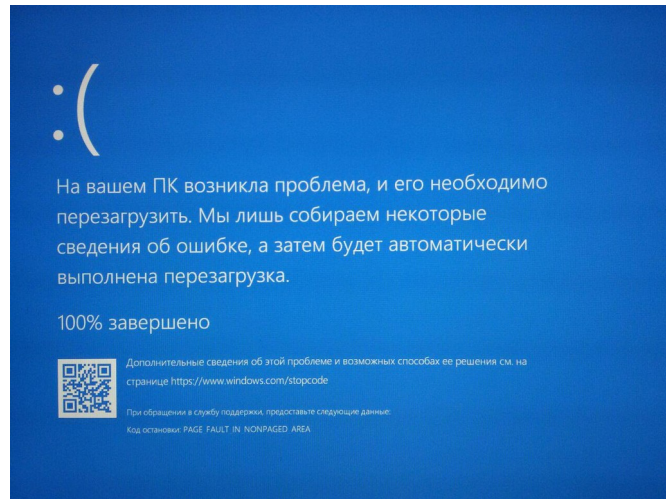 :(
На вашем ПК возникла проблема, и его необходимо
перезагрузить. Мы лишь собираем некоторые
сведения об ошибке, а затем будет автоматически
выполнена перезагрузка.
100% завершено
Дополнительные сведения об этой проблеме и возможных способах ее решения см. на
странице https://www.windows.com/stopcode
При обращении в службу поддержки, предоставьте следующие данные:
Код остановки: PAGE FAULT IN NONPAGED AREA